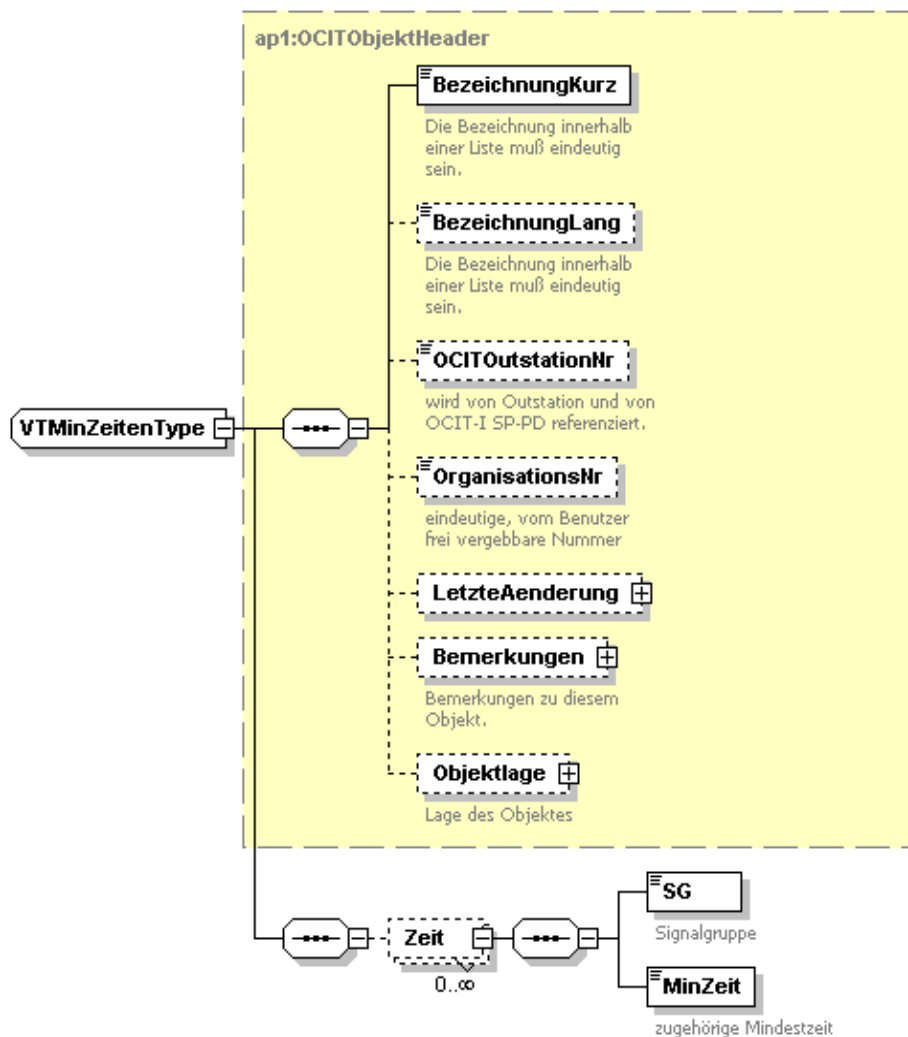 ap1:OCITObjektHeader
BezeichnungKurz
Die Bezeichnung innerhalb
einer Liste muß eindeutig
sein.
BezeichnungLang
Die Bezeichnung innerhalb
einer Liste muß eindeutig
sein.
OCITOutstationNr
wird von Outstation und von
OCIT-I SP-PD referenziert.
VTMinZeitenType
OrganisationsNr
eindeutige, vom Benutzer
frei vergebbare Nummer
LetzteAenderung
Bemerkungen
Bemerkungen zu diesem
Objekt.
Objektlage
Lage des Objektes
SG
Signalgruppe
Zeit
0..∞
MinZeit
zugehörige Mindestzeit